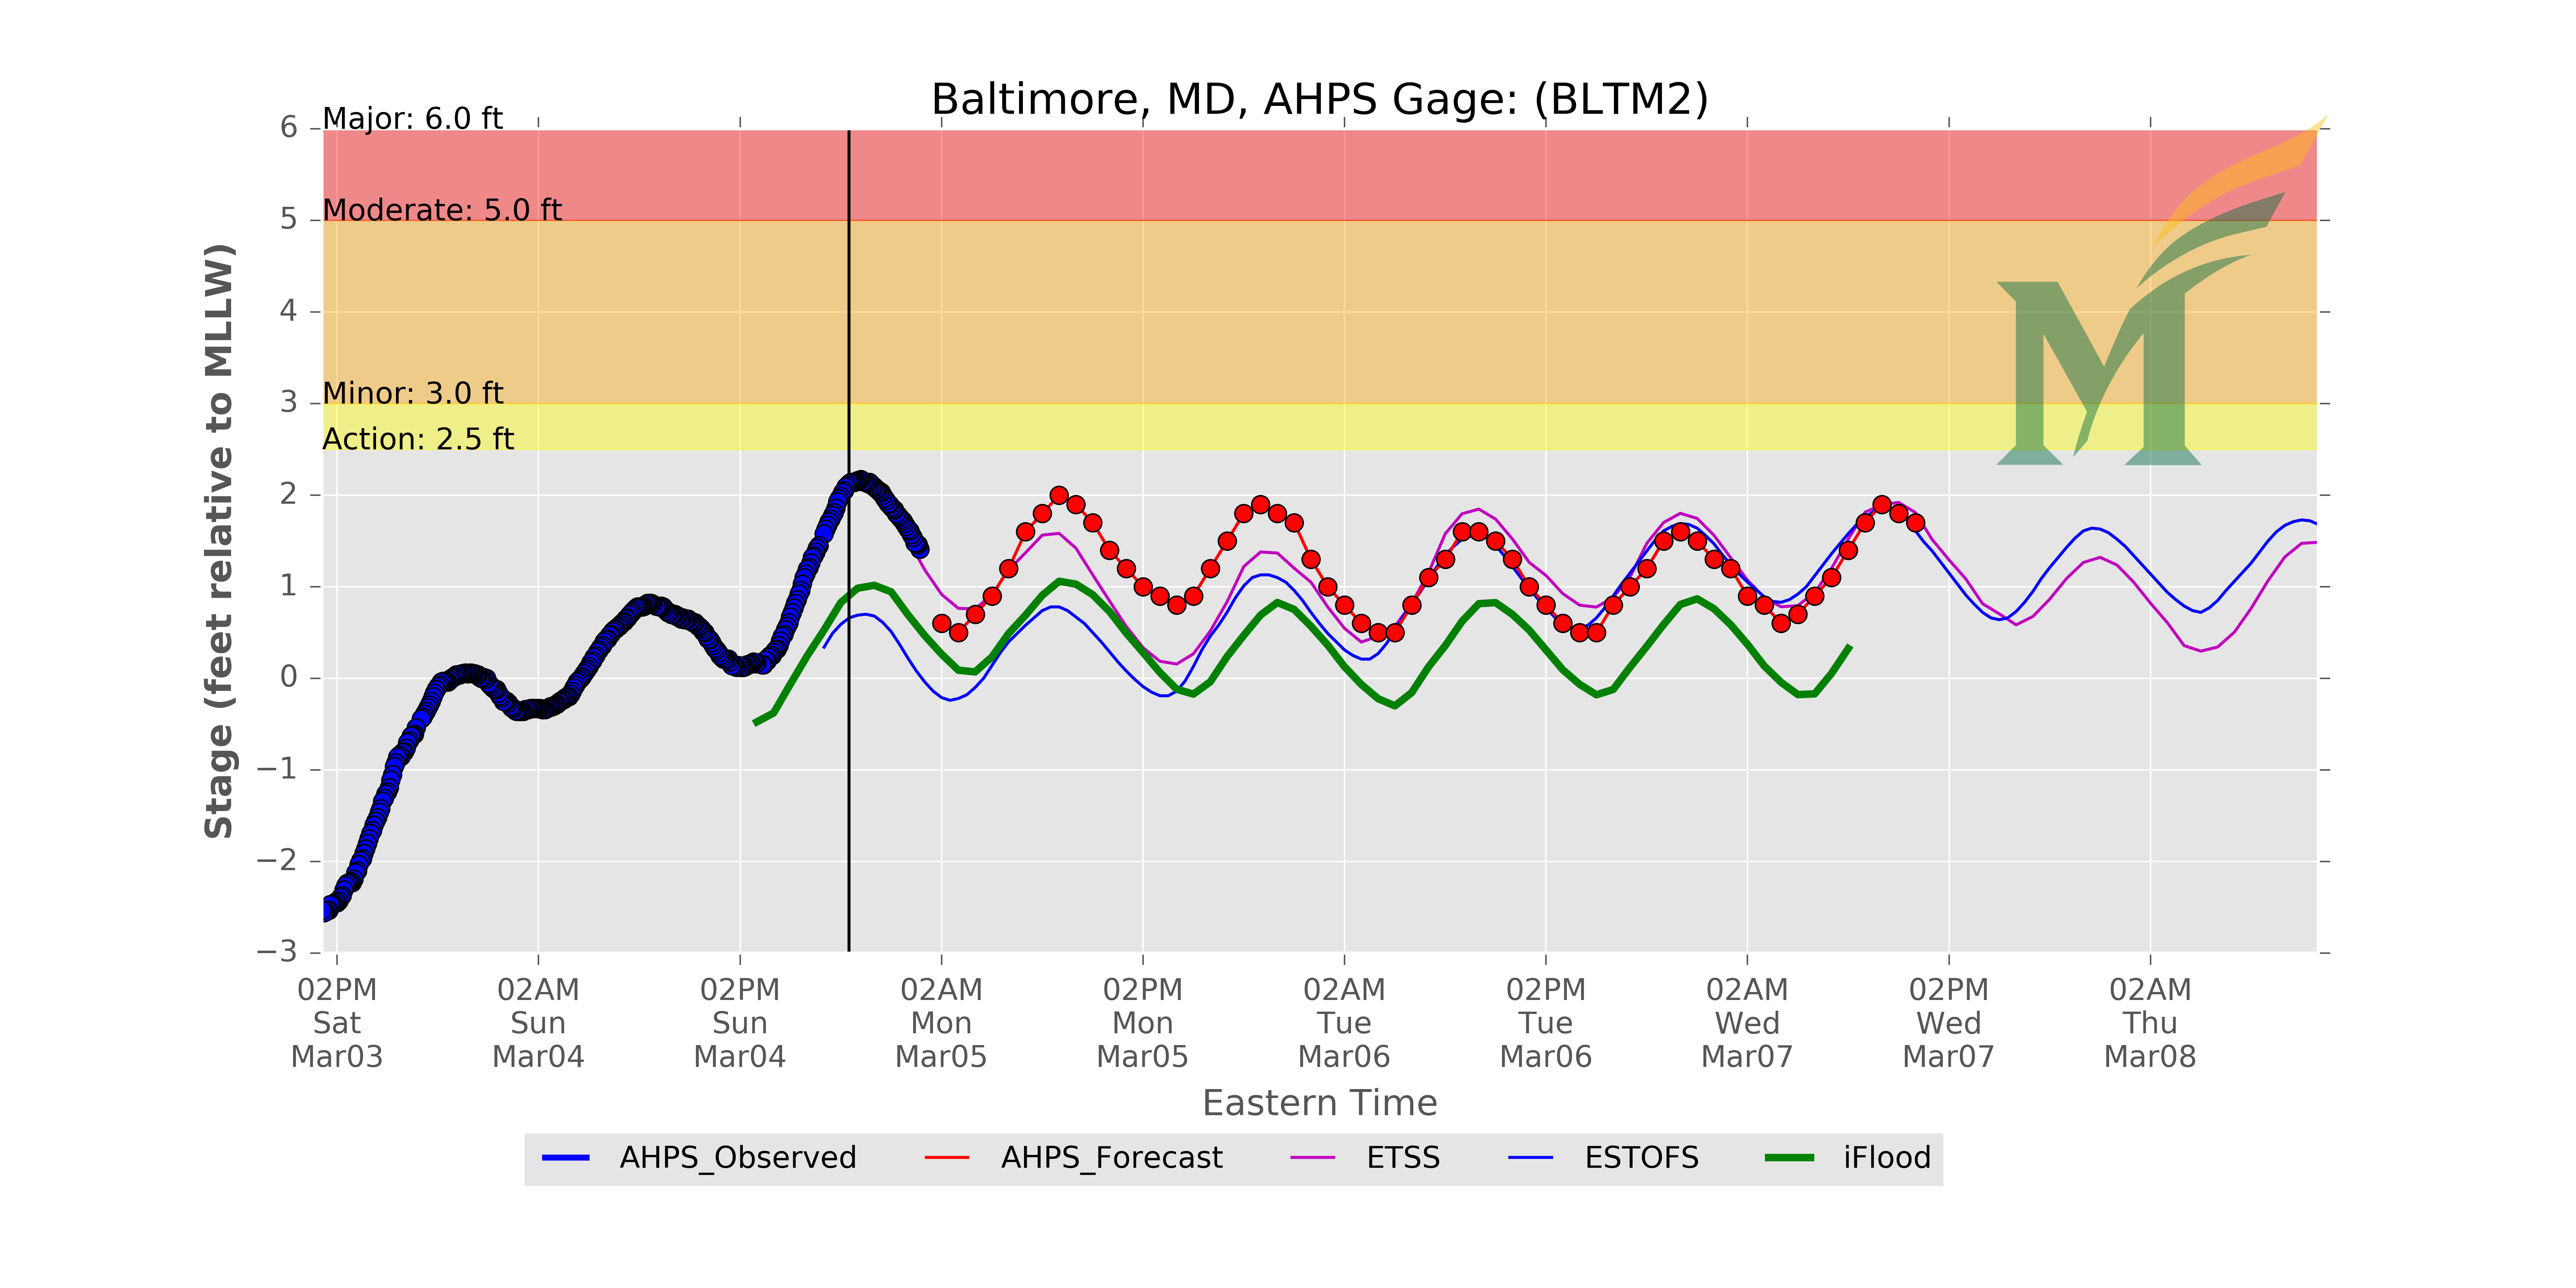 Baltimore, MD, AHPS Gage: (BLTM2)
Major: 6.0 ft
Moderate: 5.0 ft
Minor: 3.0 ft
Action: 2.5 ft
6
5
4
3
2
1
0
−1
−2
−3
Stage (feet relative to MLLW)
02PM 02AM 02PM 02AM 02PM 02AM 02PM 02AM 02PM 02AM
Sat Sun Sun Mon Mon Tue Tue Wed Wed Thu
Mar03 Mar04 Mar04 Mar05 Mar05 Mar06 Mar06 Mar07 Mar07 Mar08
Eastern Time
AHPS_Observed AHPS_Forecast ETSS ESTOFS iFlood
M